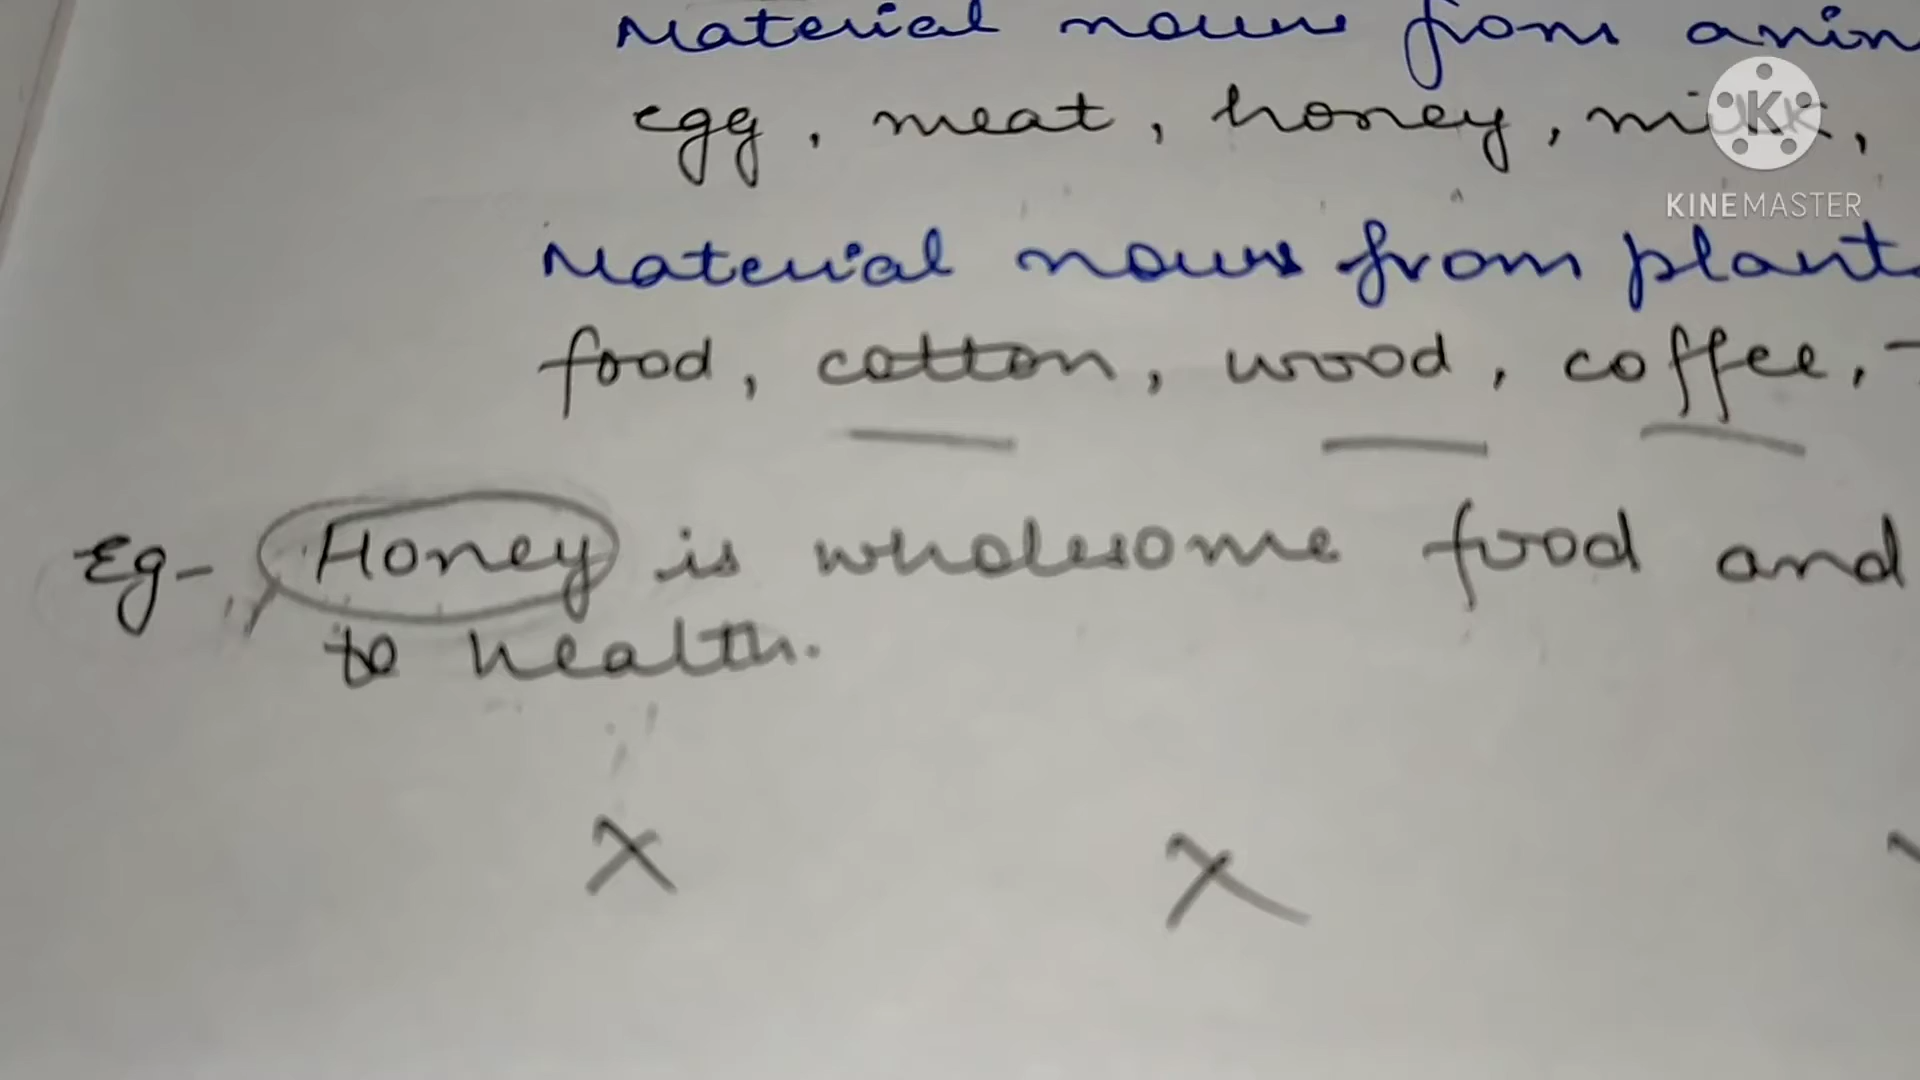 Material nouns from anim
egg, meat, honey, milk,
KINEMASTER
Material nouns from plant
food, cotton, wood, coffee,
Eg- Honey is wholesome food and
to health.
x x